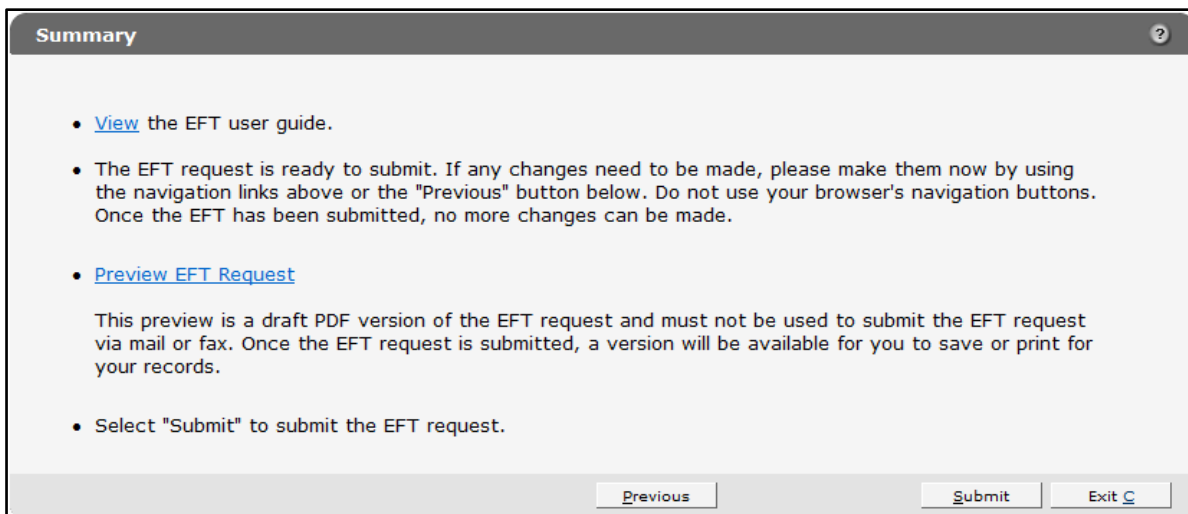 Summary
?
• View the EFT user guide.
• The EFT request is ready to submit. If any changes need to be made, please make them now by using
the navigation links above or the "Previous" button below. Do not use your browser's navigation buttons.
Once the EFT has been submitted, no more changes can be made.
• Preview EFT Request
This preview is a draft PDF version of the EFT request and must not be used to submit the EFT request
via mail or fax. Once the EFT request is submitted, a version will be available for you to save or print for
your records.
• Select "Submit" to submit the EFT request.
Previous
Submit
Exit C